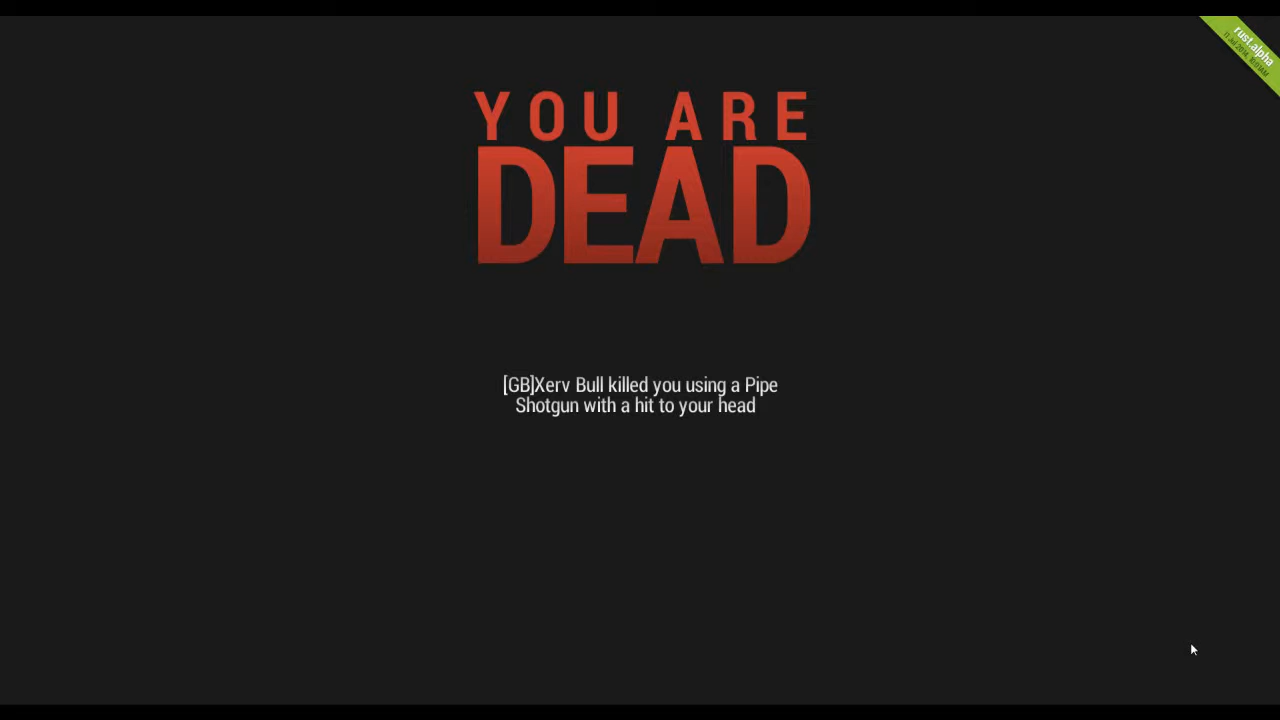 rust.alpha
YOU ARE
DEAD
[GB]Xerv Bull killed you using a Pipe
Shotgun with a hit to your head